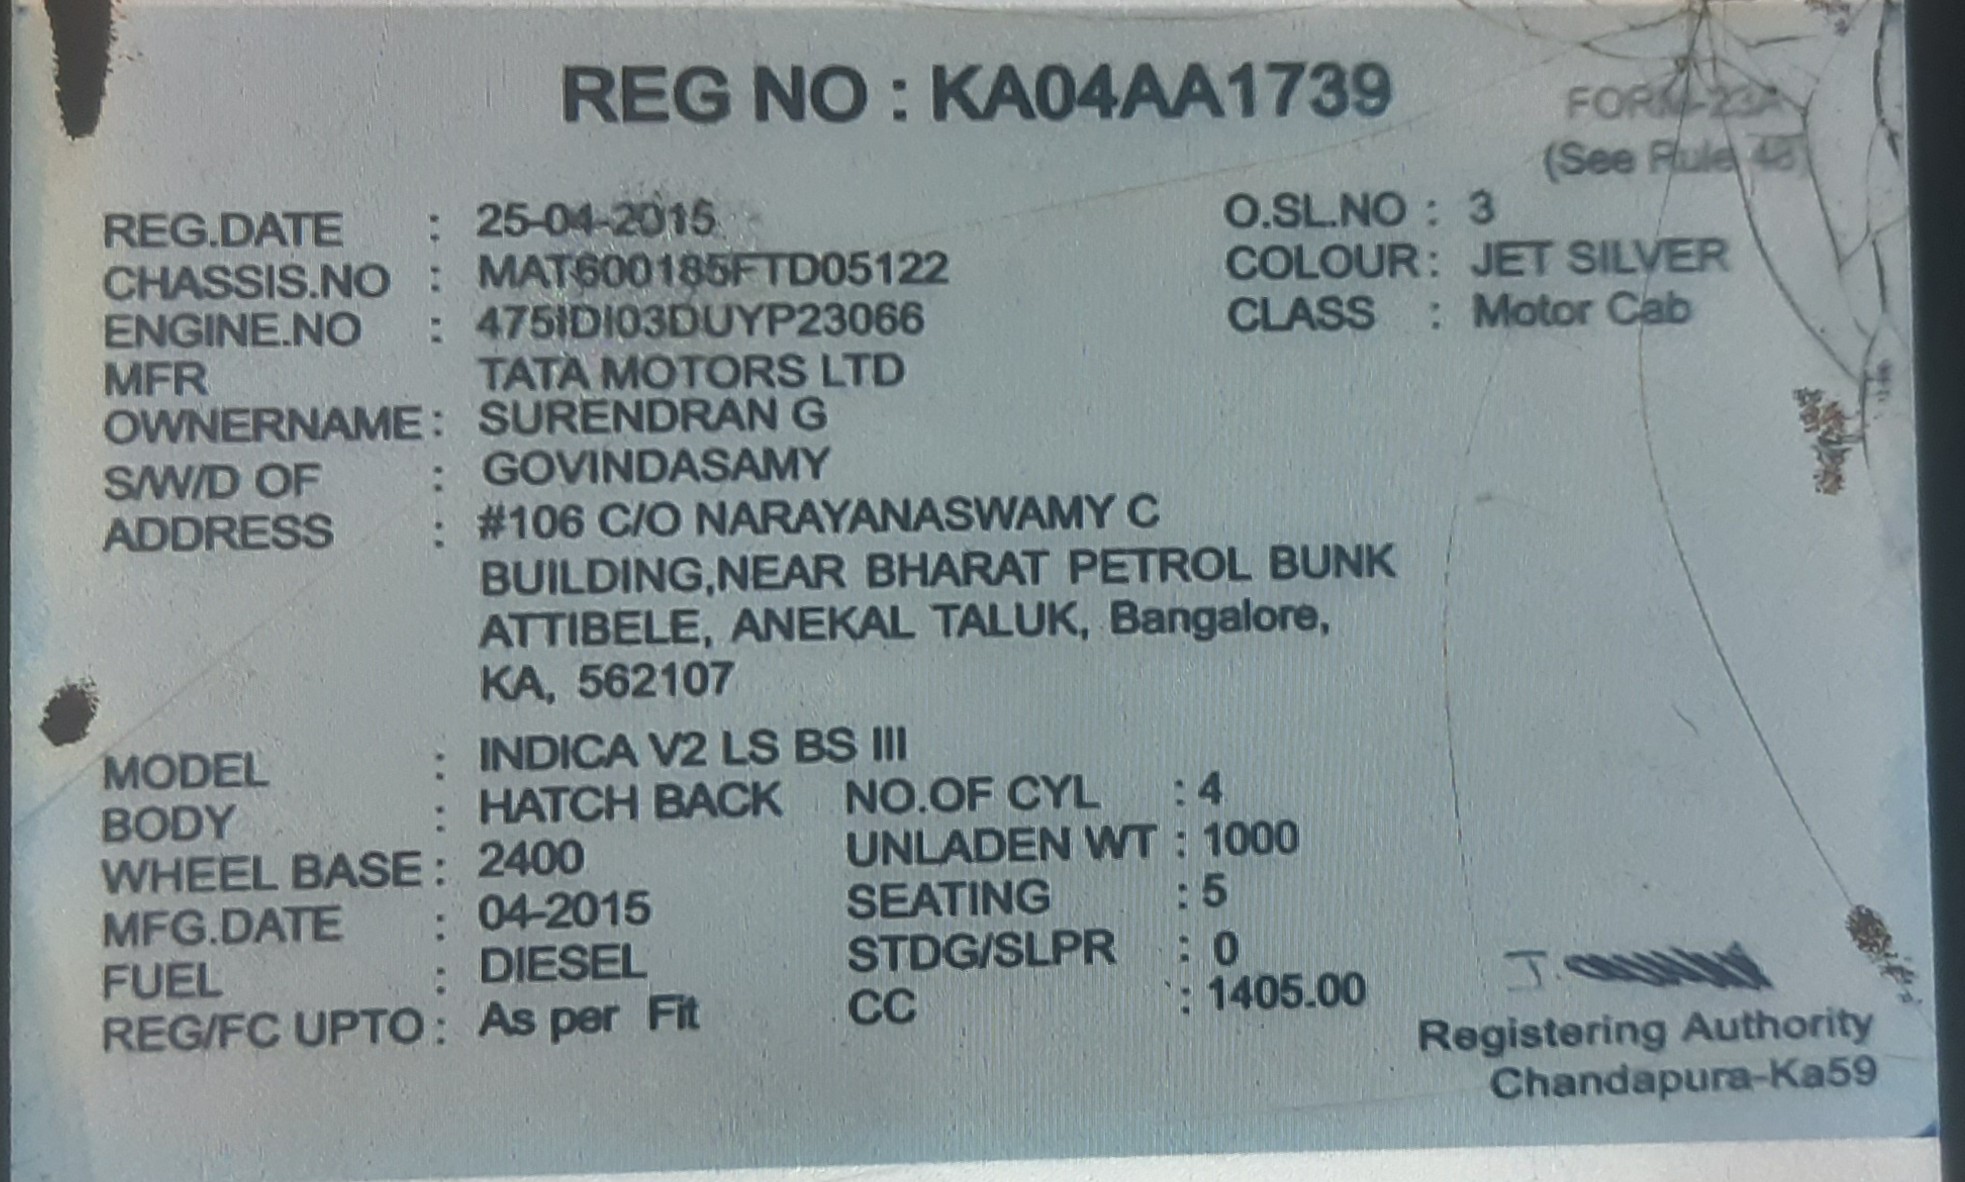 REG NO : KA04AA1739
FORM-23A
(See Rule 48)
REG.DATE : 25-04-2015 O.SL.NO : 3
CHASSIS.NO : MAT600185FTD05122 COLOUR : JET SILVER
ENGINE.NO : 475IDI03DUYP23066 CLASS : Motor Cab
MFR TATA MOTORS LTD
OWNERNAME : SURENDRAN G
S/W/D OF : GOVINDASAMY
ADDRESS : #106 C/O NARAYANASWAMY C
BUILDING,NEAR BHARAT PETROL BUNK
ATTIBELE, ANEKAL TALUK, Bangalore,
KA, 562107
MODEL : INDICA V2 LS BS III
BODY : HATCH BACK NO.OF CYL : 4
WHEEL BASE : 2400 UNLADEN WT : 1000
MFG.DATE : 04-2015 SEATING : 5
FUEL : DIESEL STDG/SLPR : 0
REG/FC UPTO : As per Fit CC : 1405.00
Registering Authority
Chandapura-Ka59